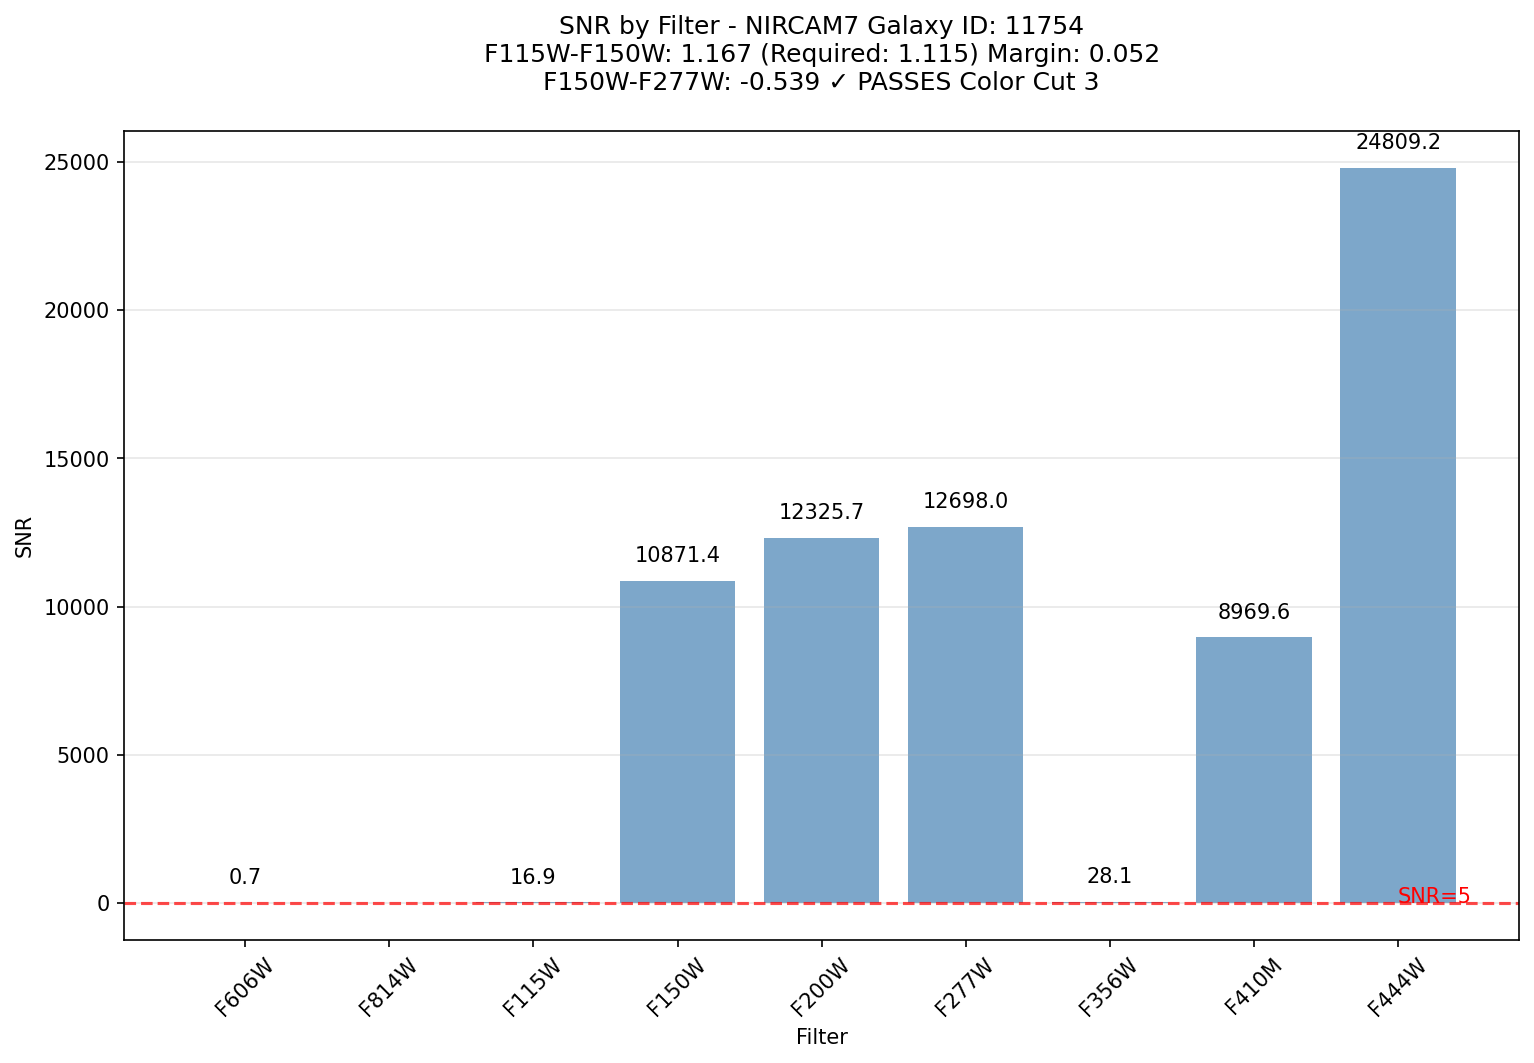 SNR by Filter - NIRCAM7 Galaxy ID: 11754
F115W-F150W: 1.167 (Required: 1.115) Margin: 0.052
F150W-F277W: -0.539 ✓ PASSES Color Cut 3
SNR
25000
20000
15000
10000
5000
0
0.7
16.9
10871.4
12325.7
12698.0
28.1
8969.6
24809.2
SNR=5
F606W
F814W
F115W
F150W
F200W
F277W
F356W
F410M
F444W
Filter